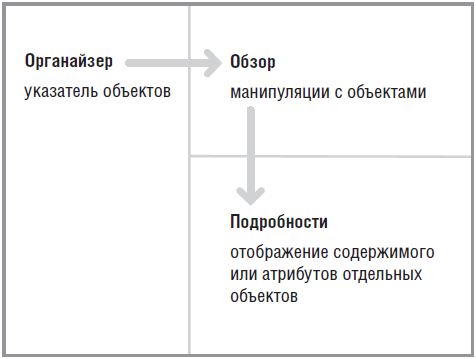 Органайзер
указатель объектов
Обзор
манипуляции с объектами
Подробности
отображение содержимого
или атрибутов отдельных
объектов